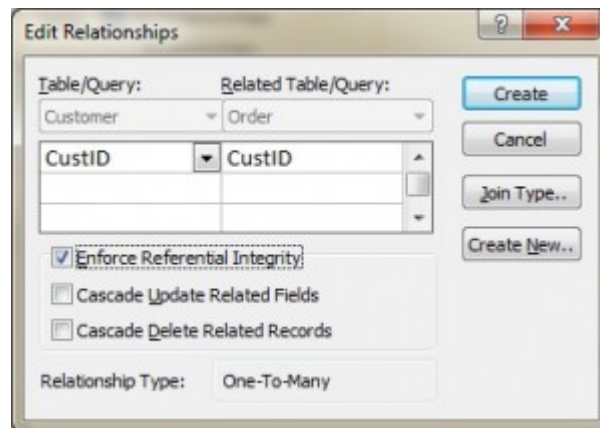 Edit Relationships
Table/Query: Related Table/Query:
Customer Order
CustID CustID
Enforce Referential Integrity
Cascade Update Related Fields
Cascade Delete Related Records
Relationship Type: One-To-Many
Create
Cancel
Join Type..
Create New..